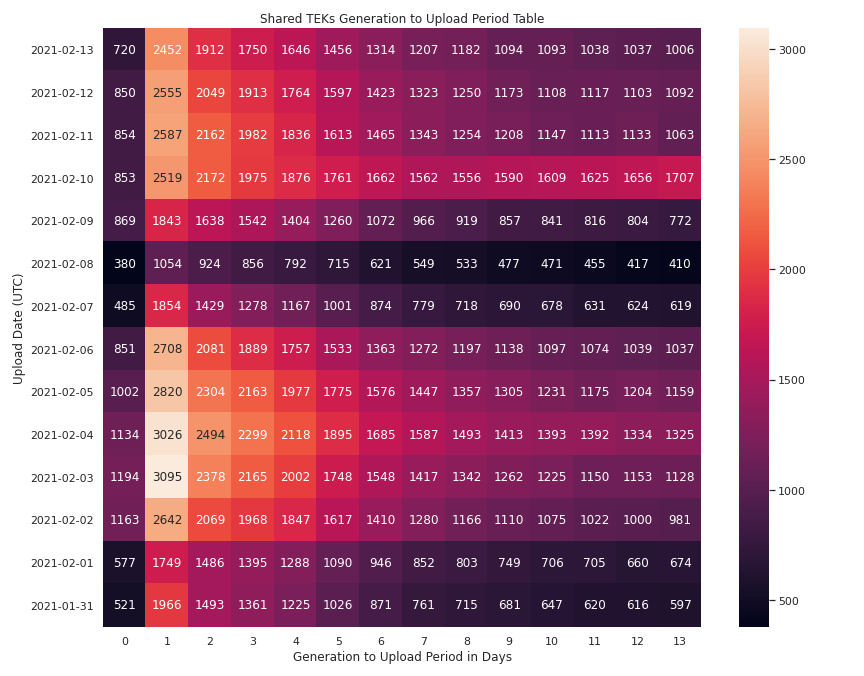 Shared TEKs Generation to Upload Period Table
2021-02-13 720 2452 1912 1750 1646 1456 1314 1207 1182 1094 1093 1038 1037 1006
2021-02-12 850 2555 2049 1913 1764 1597 1423 1323 1250 1173 1108 1117 1103 1092
2021-02-11 854 2587 2162 1982 1836 1613 1465 1343 1254 1208 1147 1113 1133 1063
2021-02-10 853 2519 2172 1975 1876 1761 1662 1562 1556 1590 1609 1625 1656 1707
2021-02-09 869 1843 1638 1542 1404 1260 1072 966 919 857 841 816 804 772
2021-02-08 380 1054 924 856 792 715 621 549 533 477 471 455 417 410
2021-02-07 485 1854 1429 1278 1167 1001 874 779 718 690 678 631 624 619
2021-02-06 851 2708 2081 1889 1757 1533 1363 1272 1197 1138 1097 1074 1039 1037
2021-02-05 1002 2820 2304 2163 1977 1775 1576 1447 1357 1305 1231 1175 1204 1159
2021-02-04 1134 3026 2494 2299 2118 1895 1685 1587 1493 1413 1393 1392 1334 1325
2021-02-03 1194 3095 2378 2165 2002 1748 1548 1417 1342 1262 1225 1150 1153 1128
2021-02-02 1163 2642 2069 1968 1847 1617 1410 1280 1166 1110 1075 1022 1000 981
2021-02-01 577 1749 1486 1395 1288 1090 946 852 803 749 706 705 660 674
2021-01-31 521 1966 1493 1361 1225 1026 871 761 715 681 647 620 616 597
0 1 2 3 4 5 6 7 8 9 10 11 12 13
Generation to Upload Period in Days
Upload Date (UTC)
3000
2500
2000
1500
1000
500